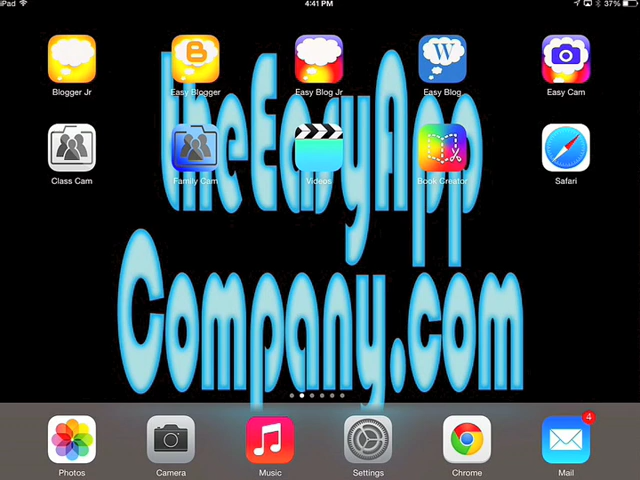 iPad 4:41 PM 37%
Blogger Jr Easy Blogger Easy Blog Jr Easy Blog Easy Cam
Class Cam Family Cam Videos Book Creator Safari
theEasyApp
Company.com
4
Photos Camera Music Settings Chrome Mail